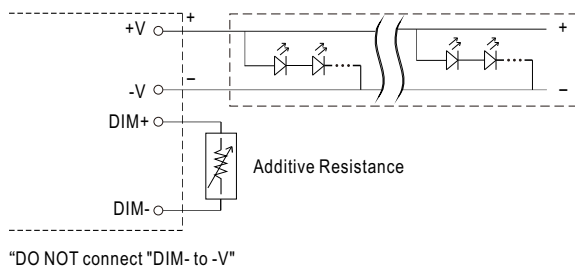 +V + +
-V − −
DIM+
Additive Resistance
DIM-
“DO NOT connect "DIM- to -V"